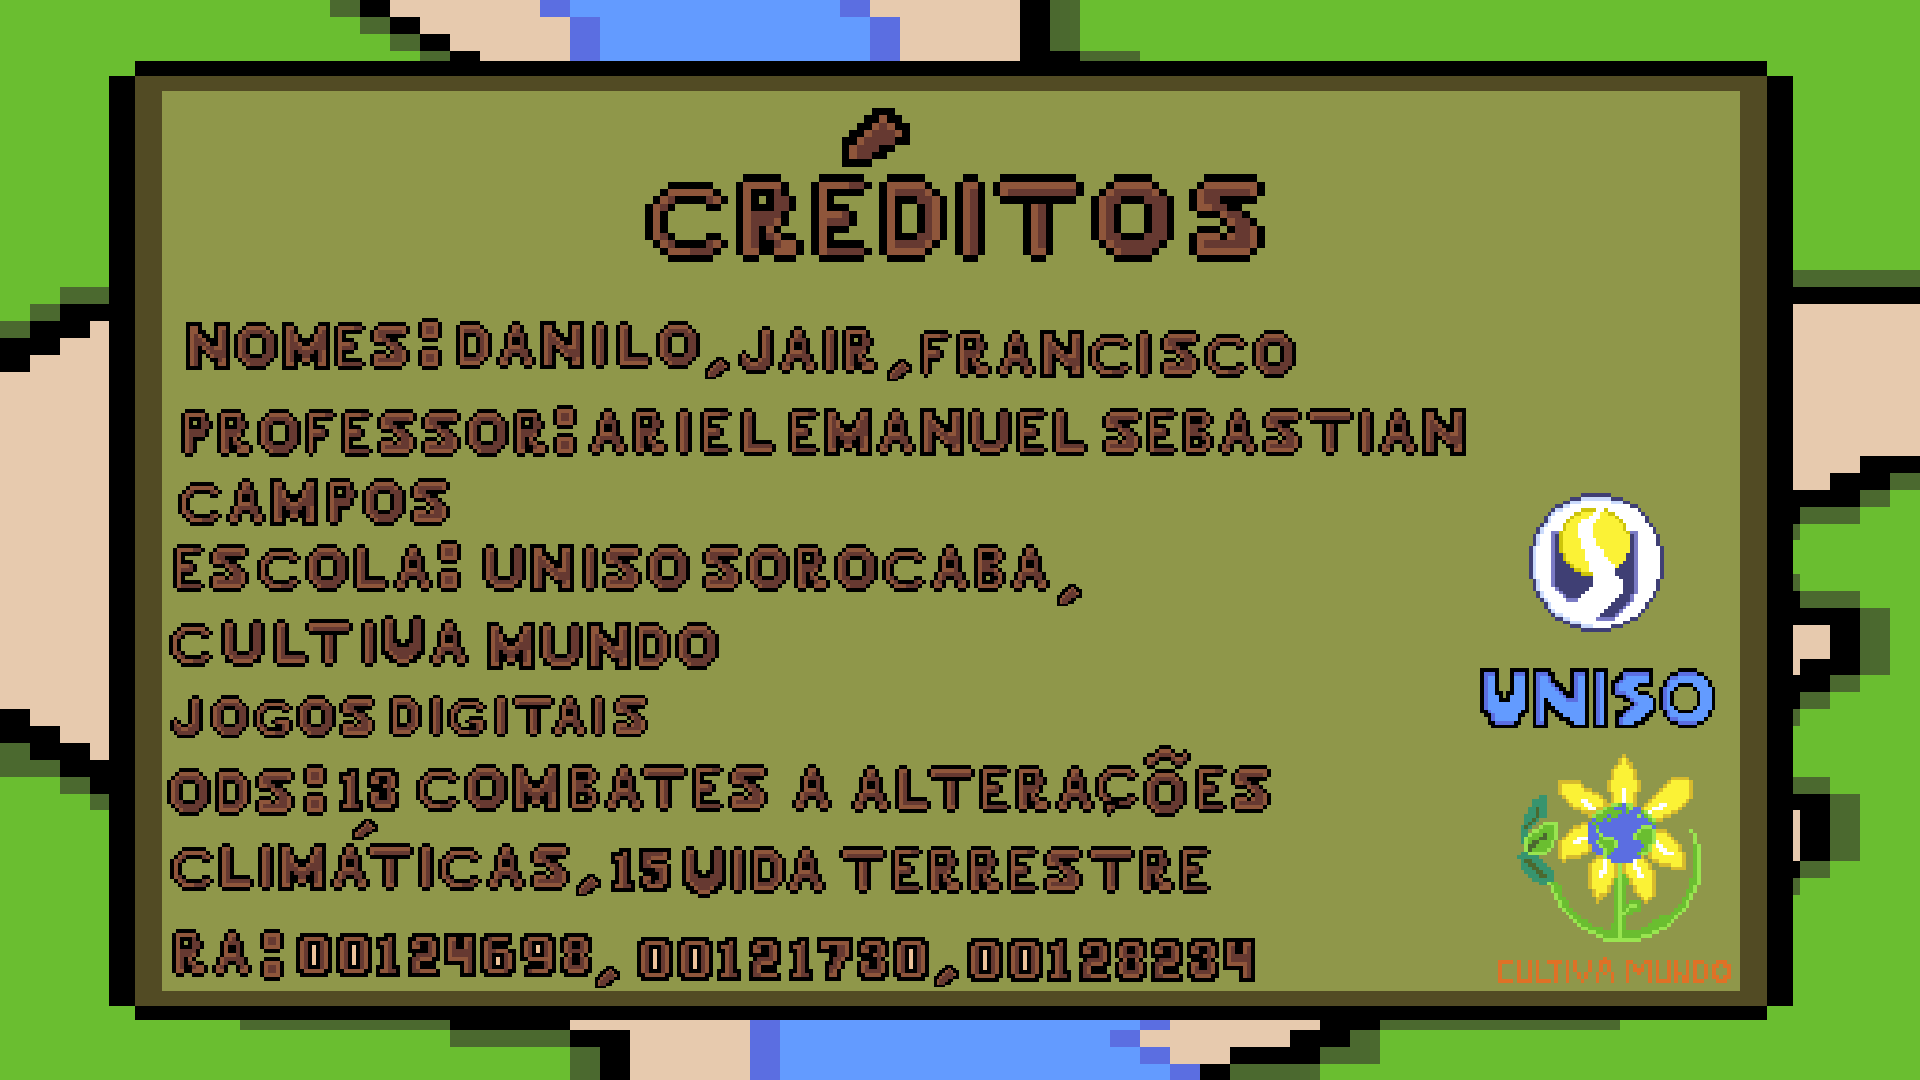 CRÉDITOS
NOMES: DANILO, JAIR, FRANCISCO
PROFESSOR: ARIEL EMANUEL SEBASTIAN
CAMPOS
ESCOLA: UNISO SOROCABA,
CULTIVA MUNDO
JOGOS DIGITAIS
ODS: 13 COMBATES A ALTERAÇÕES
CLIMÁTICAS, 15 VIDA TERRESTRE
RA: 00124698, 00121730, 00128234
UNISO
CULTIVA MUNDO